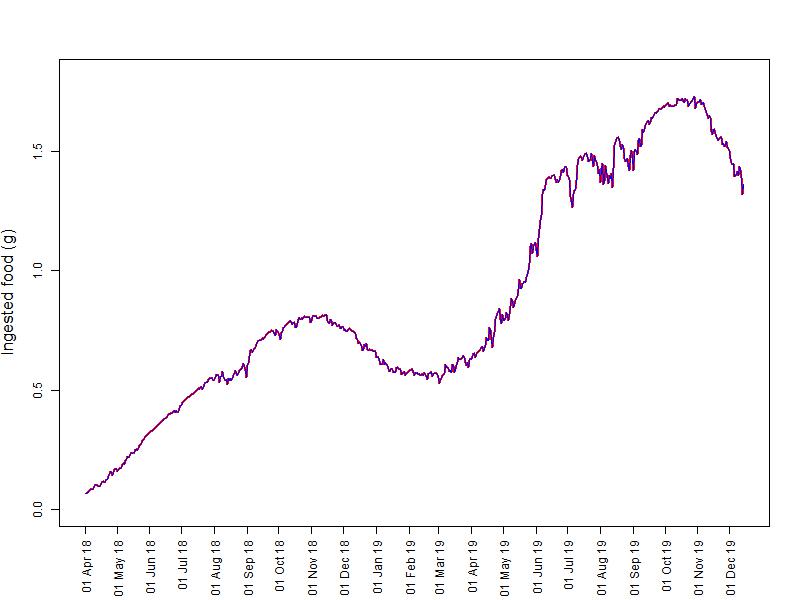 Ingested food (g)
1.5
1.0
0.5
0.0
01 Apr 18
01 May 18
01 Jun 18
01 Jul 18
01 Aug 18
01 Sep 18
01 Oct 18
01 Nov 18
01 Dec 18
01 Jan 19
01 Feb 19
01 Mar 19
01 Apr 19
01 May 19
01 Jun 19
01 Jul 19
01 Aug 19
01 Sep 19
01 Oct 19
01 Nov 19
01 Dec 19